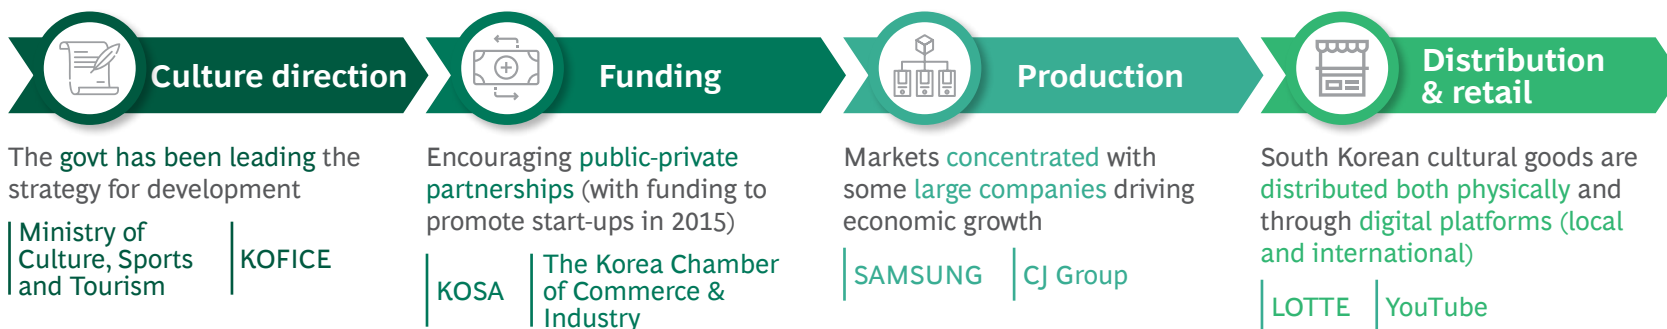 Culture direction
The govt has been leading the
strategy for development
Ministry of
Culture, Sports
and Tourism
KOFICE
Funding
Encouraging public-private
partnerships (with funding to
promote start-ups in 2015)
KOSA
The Korea Chamber
of Commerce &
Industry
Production
Markets concentrated with
some large companies driving
economic growth
SAMSUNG
CJ Group
Distribution
& retail
South Korean cultural goods are
distributed both physically and
through digital platforms (local
and international)
LOTTE
YouTube